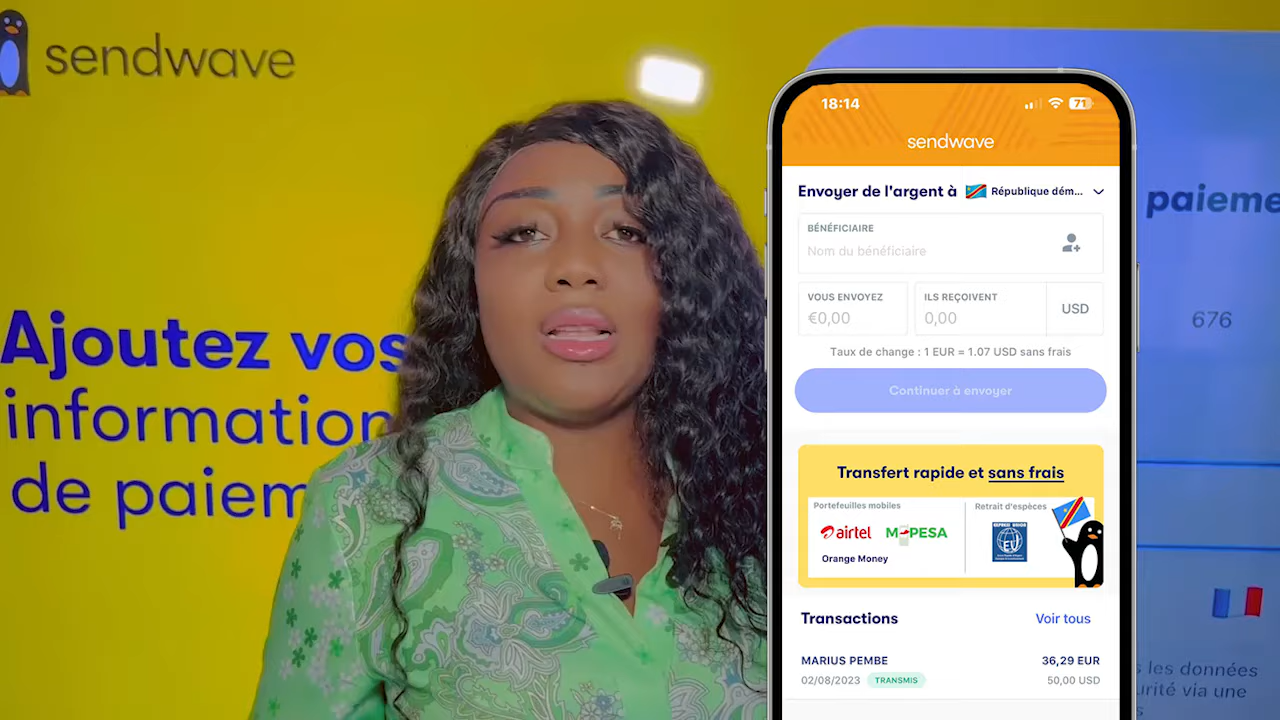 sendwave
Ajoutez vos
information
de paiem
18:14
71
sendwave
Envoyer de l'argent à République dém...
BÉNÉFICIAIRE
Nom du bénéficiaire
VOUS ENVOYEZ
€0,00
ILS REÇOIVENT
0,00
USD
Taux de change : 1 EUR = 1.07 USD sans frais
Continuer à envoyer
Transfert rapide et sans frais
Portefeuilles mobiles
airtel
M-PESA
Orange Money
Retrait d'espèces
Transactions
Voir tous
MARIUS PEMBE
36,29 EUR
02/08/2023
TRANSMIS
50,00 USD
paieme
676
s les données
urité via une